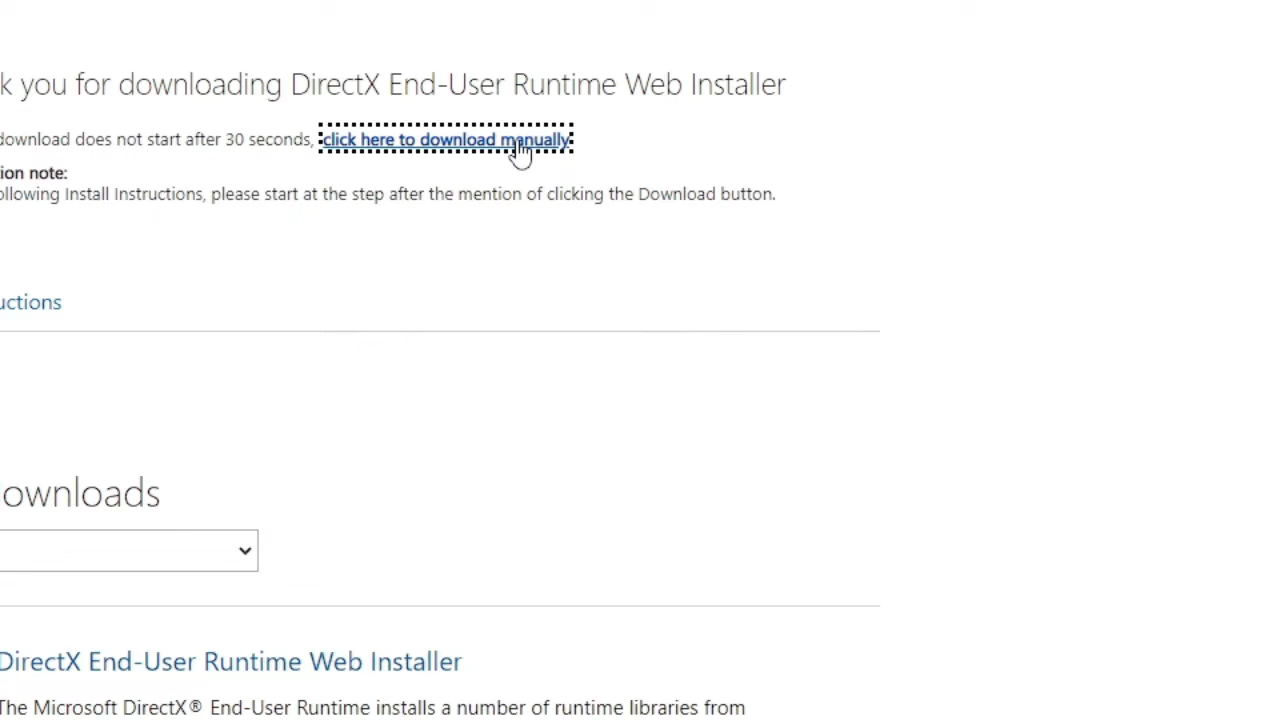 k you for downloading DirectX End-User Runtime Web Installer
download does not start after 30 seconds, click here to download manually
ion note:
ollowing Install Instructions, please start at the step after the mention of clicking the Download button.
uctions
ownloads
DirectX End-User Runtime Web Installer
The Microsoft DirectX® End-User Runtime installs a number of runtime libraries from